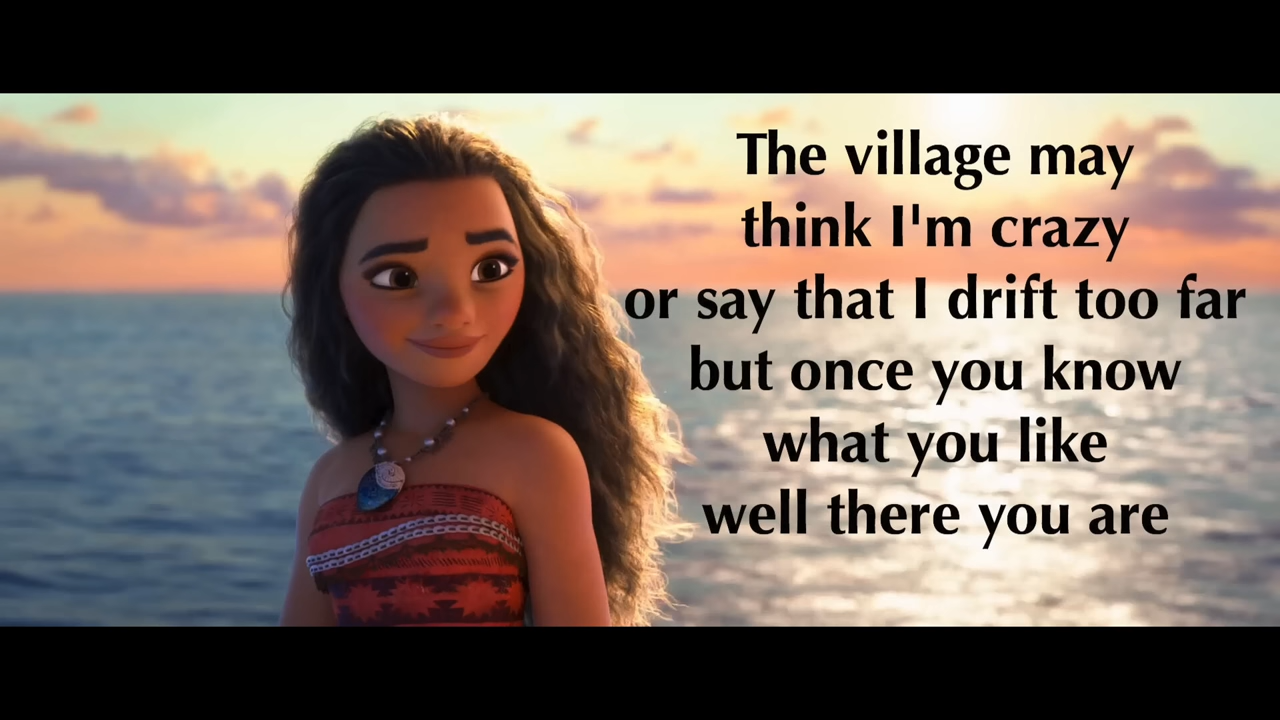 The village may
think I'm crazy
or say that I drift too far
but once you know
what you like
well there you are